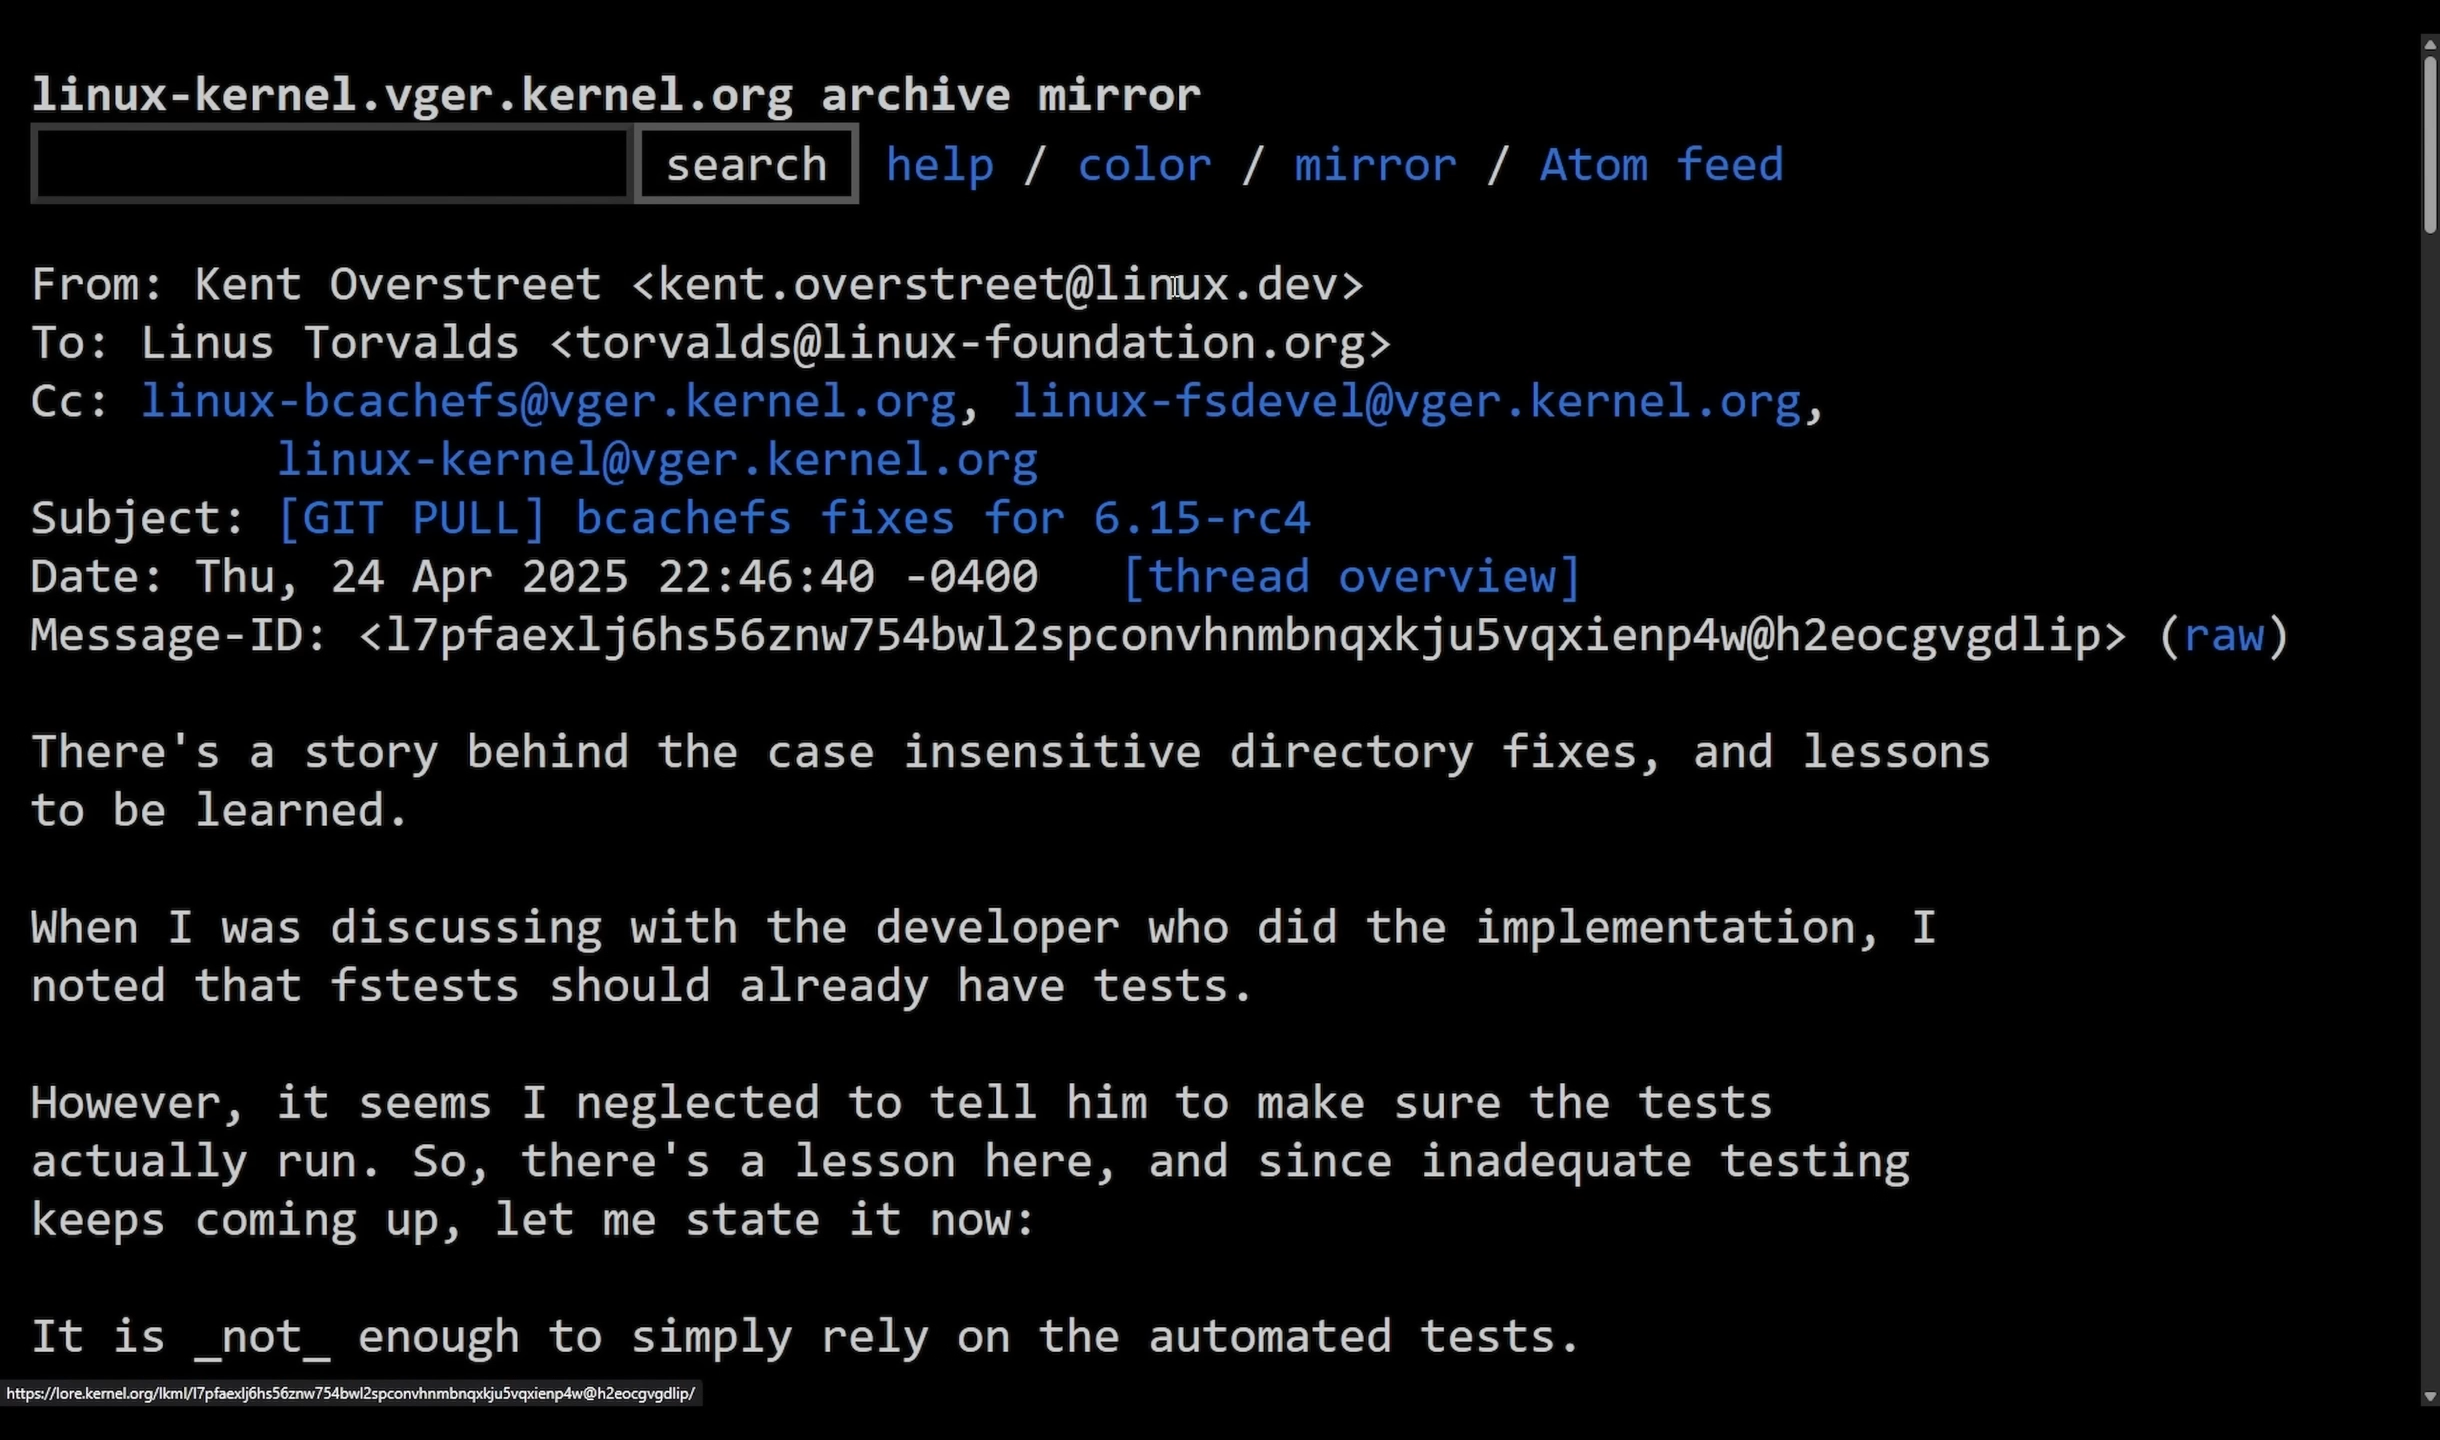 linux-kernel.vger.kernel.org archive mirror
search help / color / mirror / Atom feed
From: Kent Overstreet <kent.overstreet@linux.dev>
To: Linus Torvalds <torvalds@linux-foundation.org>
Cc: linux-bcachefs@vger.kernel.org, linux-fsdevel@vger.kernel.org,
linux-kernel@vger.kernel.org
Subject: [GIT PULL] bcachefs fixes for 6.15-rc4
Date: Thu, 24 Apr 2025 22:46:40 -0400 [thread overview]
Message-ID: <l7pfaexlj6hs56znw754bwl2spconvhnmbnqxkju5vqxienp4w@h2eocgvgdlip> (raw)
There's a story behind the case insensitive directory fixes, and lessons
to be learned.
When I was discussing with the developer who did the implementation, I
noted that fstests should already have tests.
However, it seems I neglected to tell him to make sure the tests
actually run. So, there's a lesson here, and since inadequate testing
keeps coming up, let me state it now:
It is _not_ enough to simply rely on the automated tests.
https://lore.kernel.org/lkml/l7pfaexlj6hs56znw754bwl2spconvhnmbnqxkju5vqxienp4w@h2eocgvgdlip/